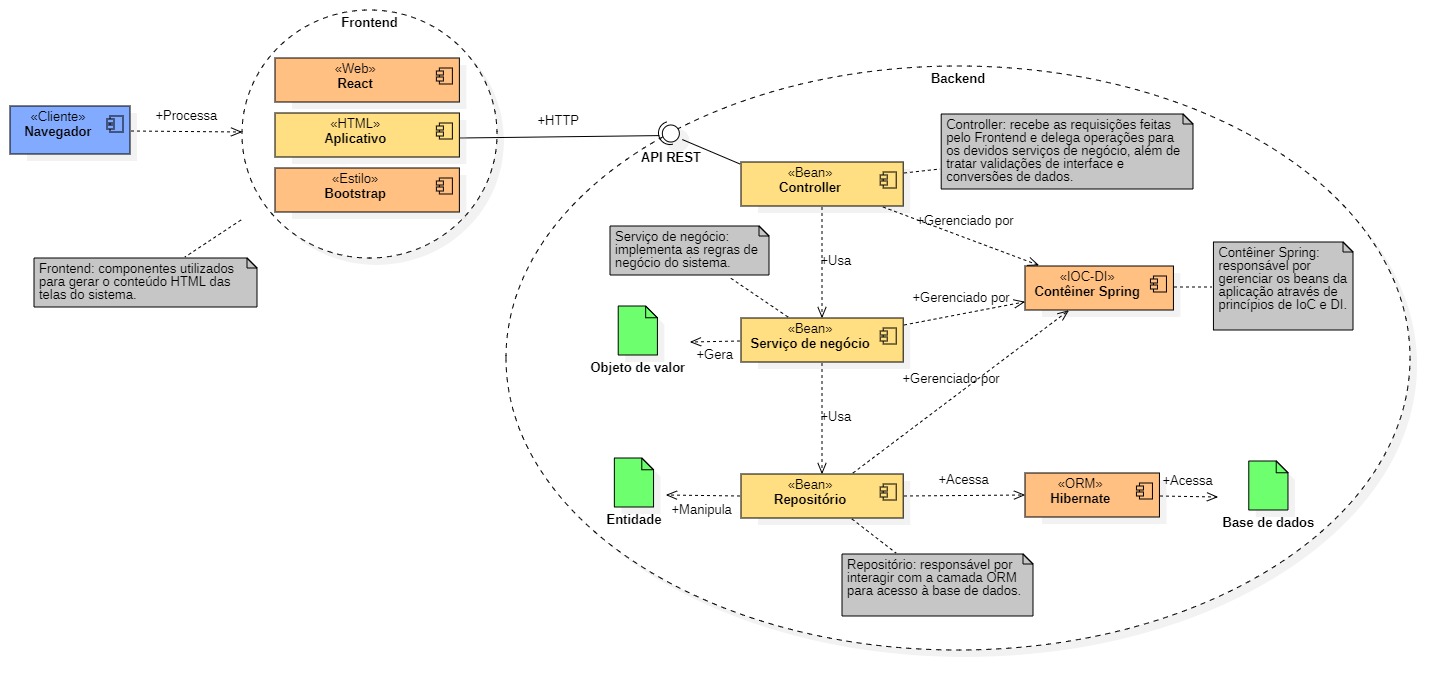 Frontend
«Web»
React
«HTML»
Aplicativo
«Estilo»
Bootstrap
«Cliente»
Navegador
+Processa
Frontend: componentes utilizados
para gerar o conteúdo HTML das
telas do sistema.
+HTTP
API REST
Backend
«Bean»
Controller
Controller: recebe as requisições feitas
pelo Frontend e delega operações para
os devidos serviços de negócio, além de
tratar validações de interface e
conversões de dados.
+Gerenciado por
Serviço de negócio:
implementa as regras de
negócio do sistema.
+Usa
«IOC-DI»
Contêiner Spring
Contêiner Spring:
responsável por
gerenciar os beans da
aplicação através de
princípios de IoC e DI.
+Gerenciado por
«Bean»
Serviço de negócio
+Gera
Objeto de valor
+Gerenciado por
+Usa
«Bean»
Repositório
+Manipula
Entidade
+Acessa
«ORM»
Hibernate
+Acessa
Base de dados
Repositório: responsável por
interagir com a camada ORM
para acesso à base de dados.